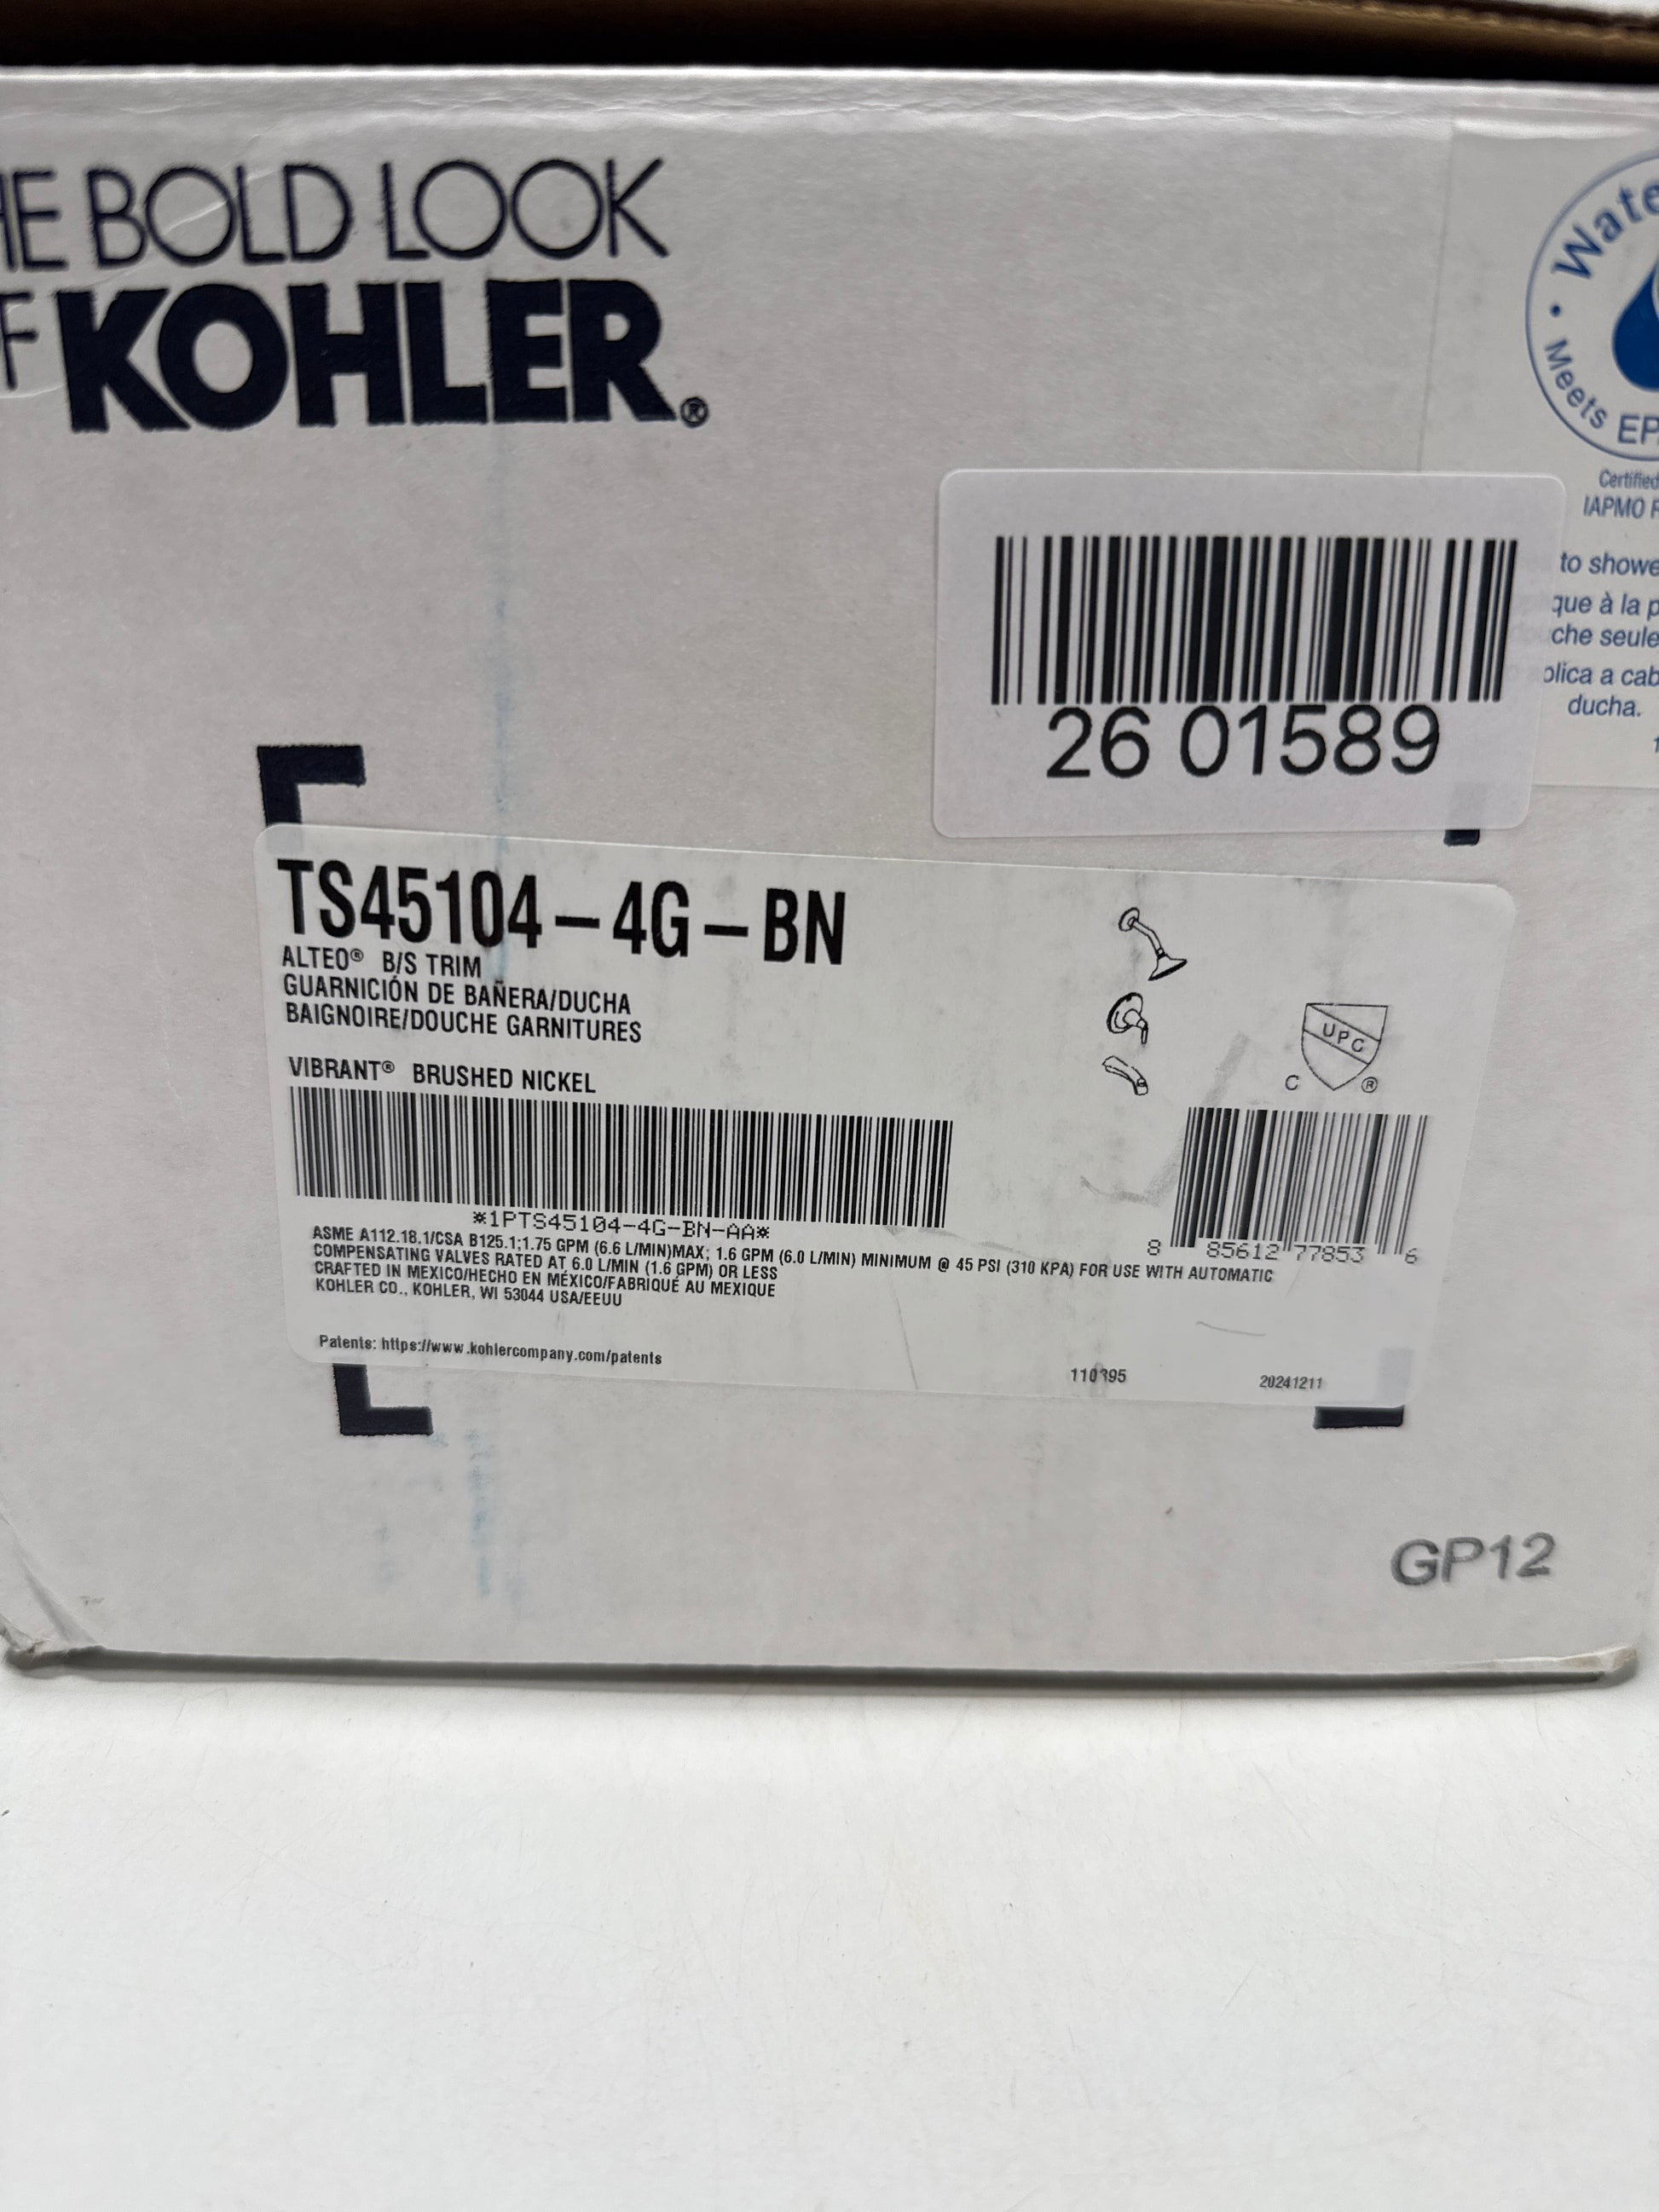 THE BOLD LOOK
OF KOHLER®
Meets
Certified
to showe
que à la p
che seule
plica a cab
ducha.
26 01589
TS45104-4G-BN
ALTEO® B/S TRIM
GUARNICIÓN DE BAÑERA/DUCHA
BAIGNOIRE/DOUCHE GARNITURES
VIBRANT® BRUSHED NICKEL
*1PTS45104-4G-BN-AA*
UPC
C ®
8 85612 77853 6
ASME A112.18.1/CSA B125.1;1.75 GPM (6.6 L/MIN)MAX; 1.6 GPM (6.0 L/MIN) MINIMUM @ 45 PSI (310 KPA) FOR USE WITH AUTOMATIC
COMPENSATING VALVES RATED AT 6.0 L/MIN (1.6 GPM) OR LESS
CRAFTED IN MEXICO/HECHO EN MÉXICO/FABRIQUÉ AU MEXIQUE
KOHLER CO., KOHLER, WI 53044 USA/EEUU
Patents: https://www.kohlercompany.com/patents
20241211
GP12